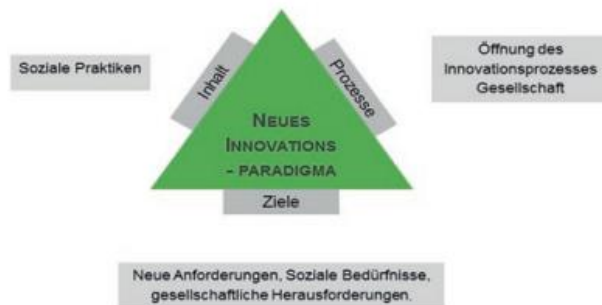 Soziale Praktiken
Inhalt
Prozesse
Öffnung des
Innovationsprozesses
Gesellschaft
NEUES
INNOVATIONS
- PARADIGMA
Ziele
Neue Anforderungen, Soziale Bedürfnisse,
gesellschaftliche Herausforderungen.